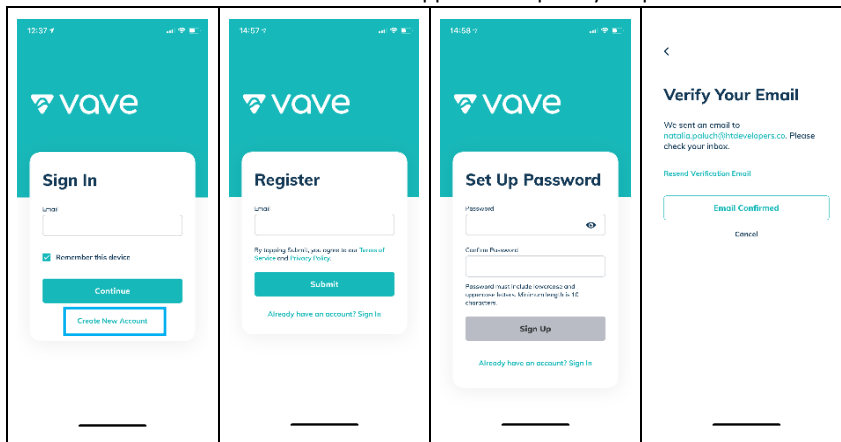 12:37
vave
Sign In
Email
Remember this device
Continue
Create New Account
14:57
vave
Register
Email
By tapping Submit, you agree to our Terms of
Service and Privacy Policy.
Submit
Already have an account? Sign In
14:58
vave
Set Up Password
Password
Confirm Password
Password must include lowercase and
uppercase letters. Minimum length is 10
characters.
Sign Up
Already have an account? Sign In
Verify Your Email
We sent an email to
natalia.paluch@htdevelopers.co. Please
check your inbox.
Resend Verification Email
Email Confirmed
Cancel